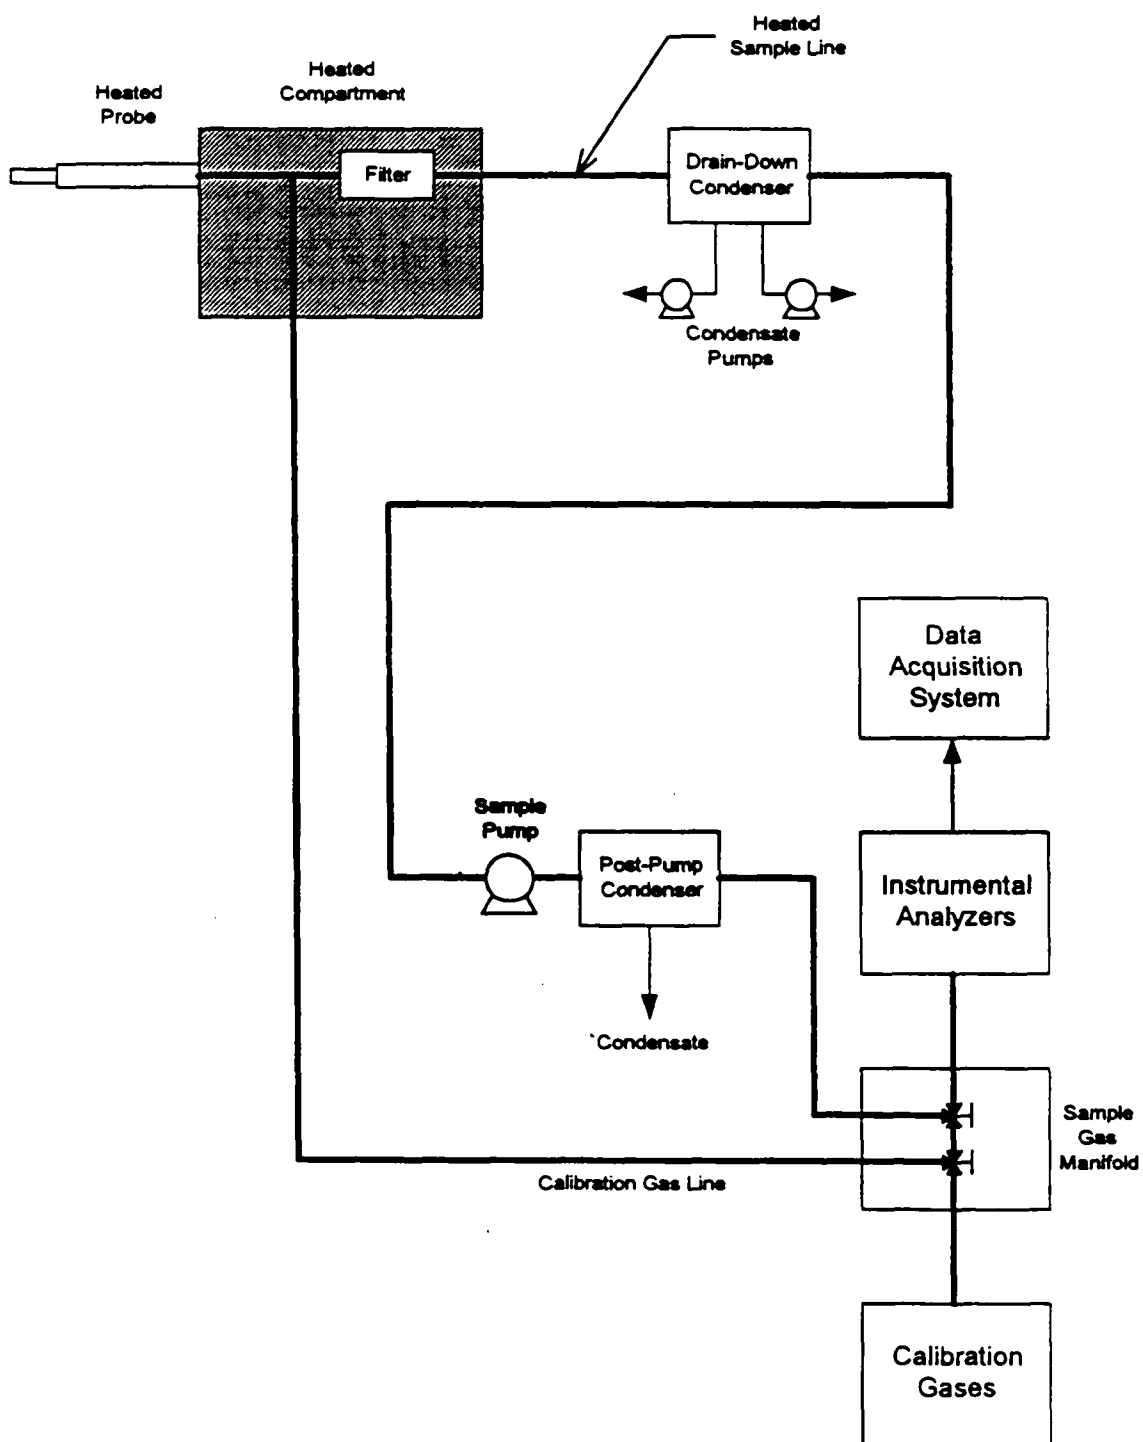 Heated
Sample Line
Heated
Compartment
Heated
Probe
Filter
Drain-Down
Condenser
Condensate
Pumps
Data
Acquisition
System
Sample
Pump
Post-Pump
Condenser
Instrumental
Analyzers
Condensate
Sample
Gas
Manifold
Calibration Gas Line
Calibration
Gases